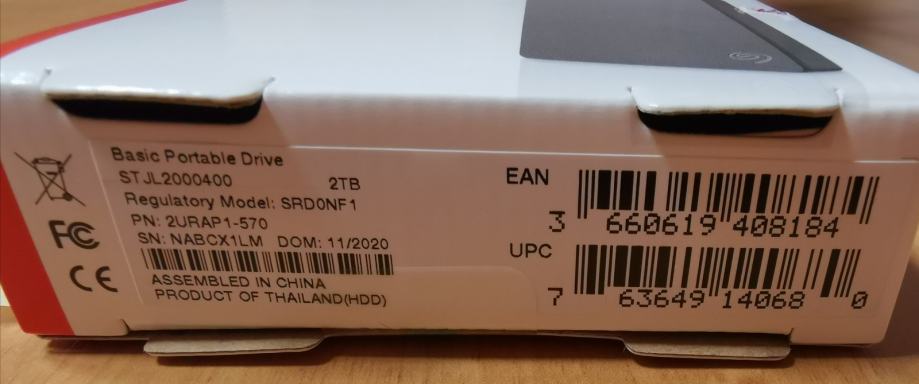 Basic Portable Drive
STJL2000400 2TB
Regulatory Model: SRD0NF1
PN: 2URAP1-570
SN: NABCX1LM DOM: 11/2020
ASSEMBLED IN CHINA
PRODUCT OF THAILAND(HDD)
FC
CE
EAN
3 660619 408184
UPC
7 63649 14068 0